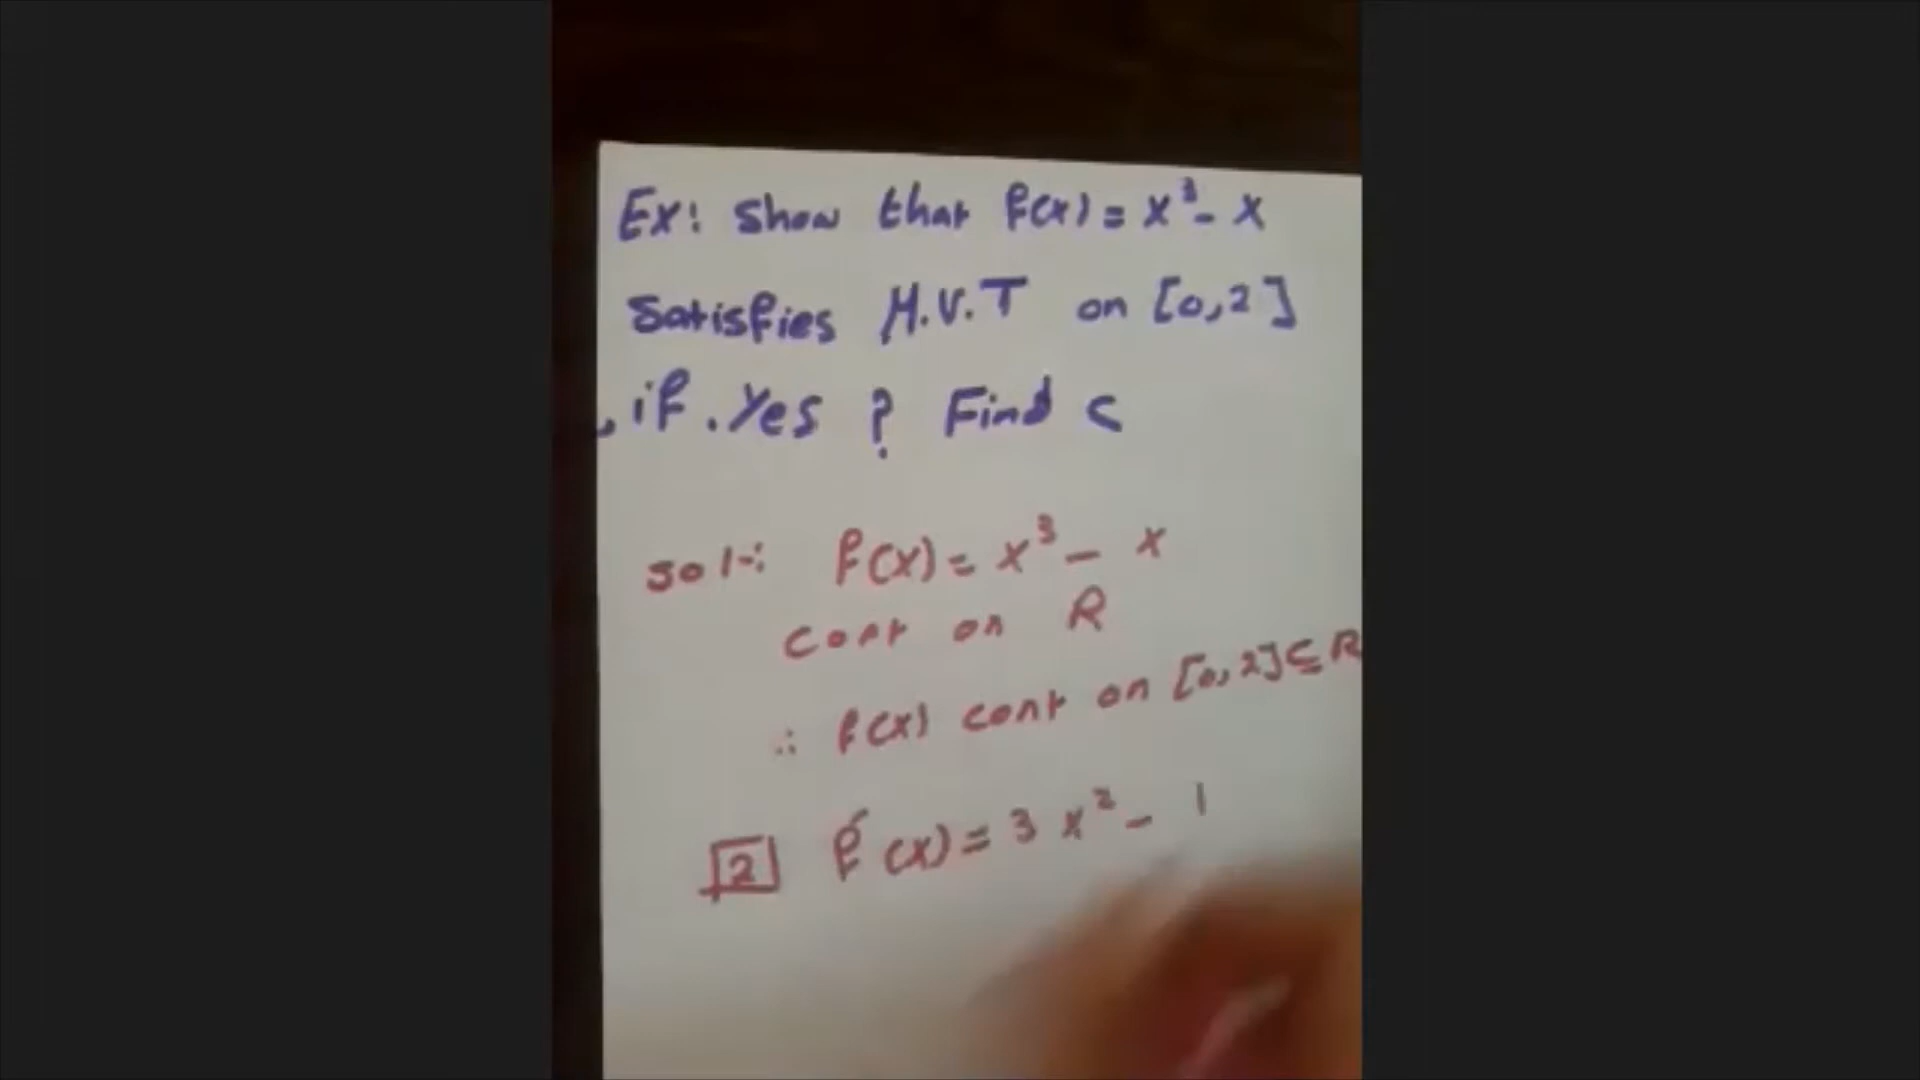 Ex: Show that f(x) = x³ - x
Satisfies M.V.T on [0,2]
, if . Yes ? Find c
sol-: f(x) = x³ - x
cont on R
∴ f(x) cont on [0,2] ⊆ R
2 f́(x) = 3x² - 1